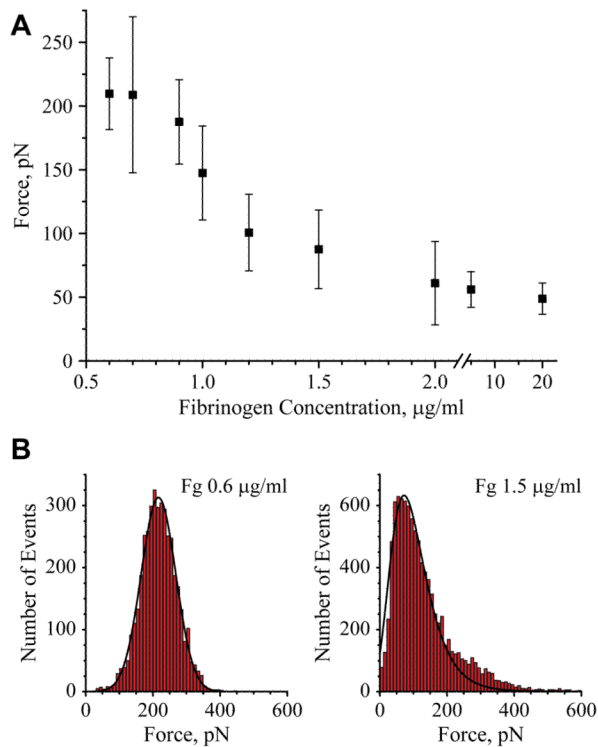 A
250
200
150
100
50
0
Force, pN
0.5 1.0 1.5 2.0 10 20
Fibrinogen Concentration, μg/ml
B
Fg 0.6 μg/ml
300
200
100
0
Number of Events
0 200 400 600
Force, pN
Fg 1.5 μg/ml
600
400
200
0
Number of Events
0 200 400 600
Force, pN